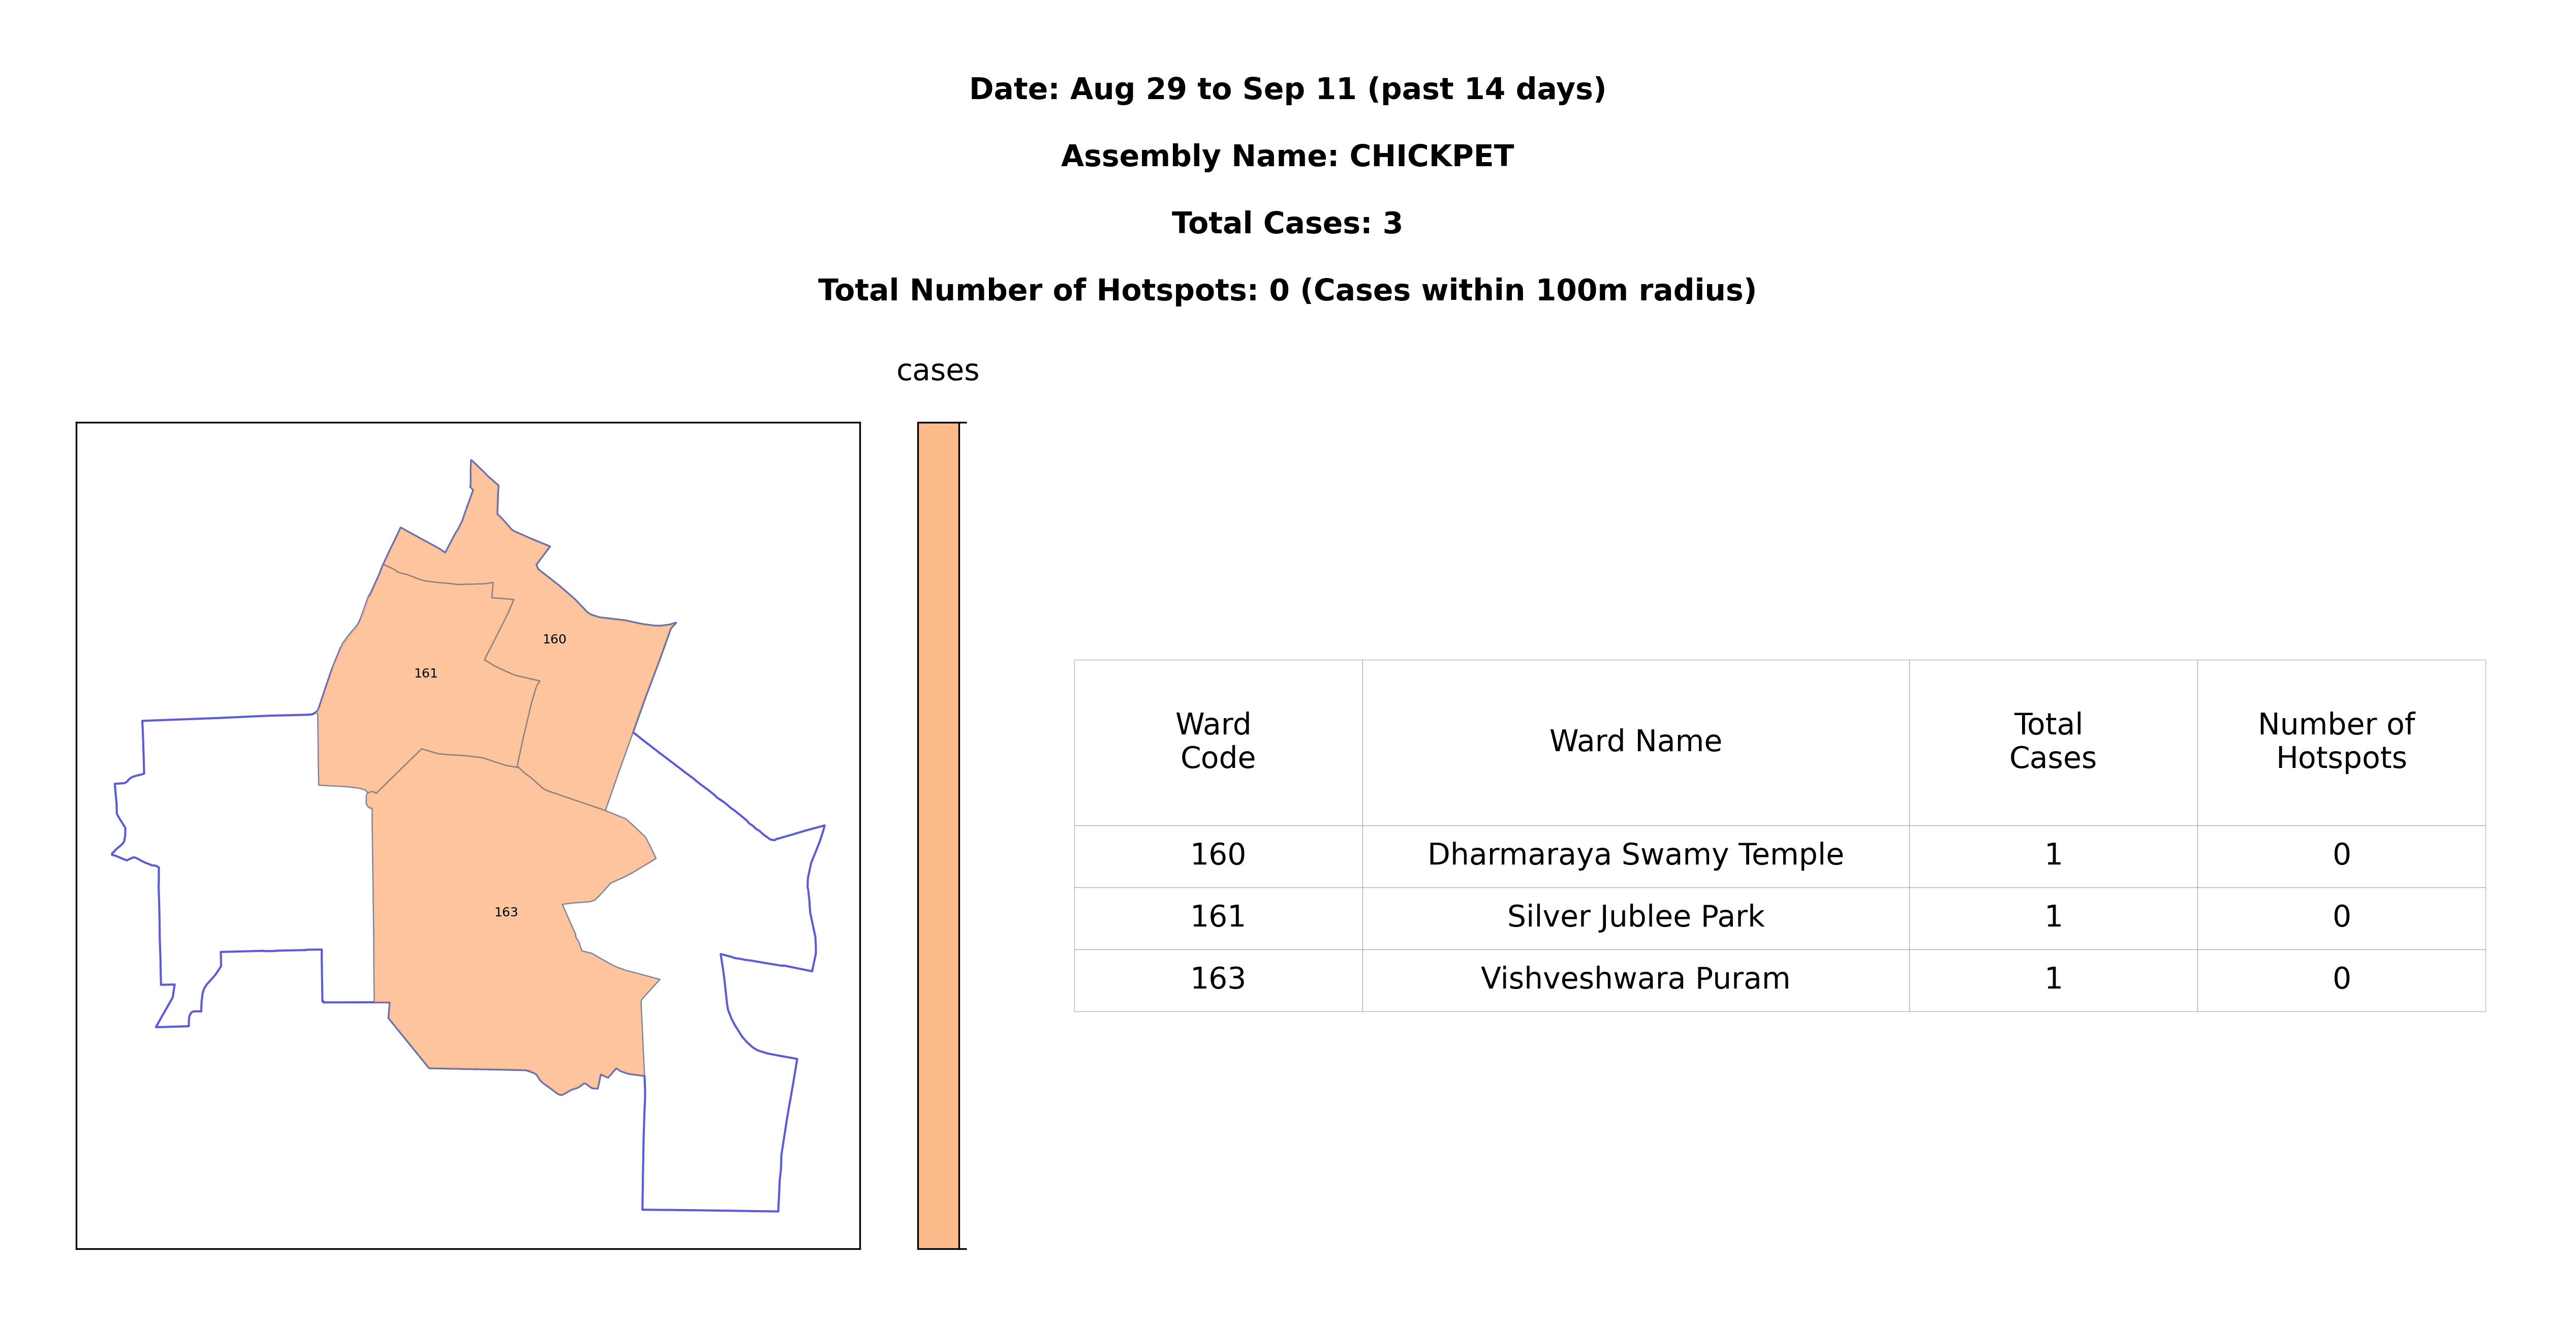 Date: Aug 29 to Sep 11 (past 14 days)
Assembly Name: CHICKPET
Total Cases: 3
Total Number of Hotspots: 0 (Cases within 100m radius)
cases
160
161
163
Ward
Code
Ward Name
Total
Cases
Number of
Hotspots
160 Dharmaraya Swamy Temple 1 0
161 Silver Jublee Park 1 0
163 Vishveshwara Puram 1 0